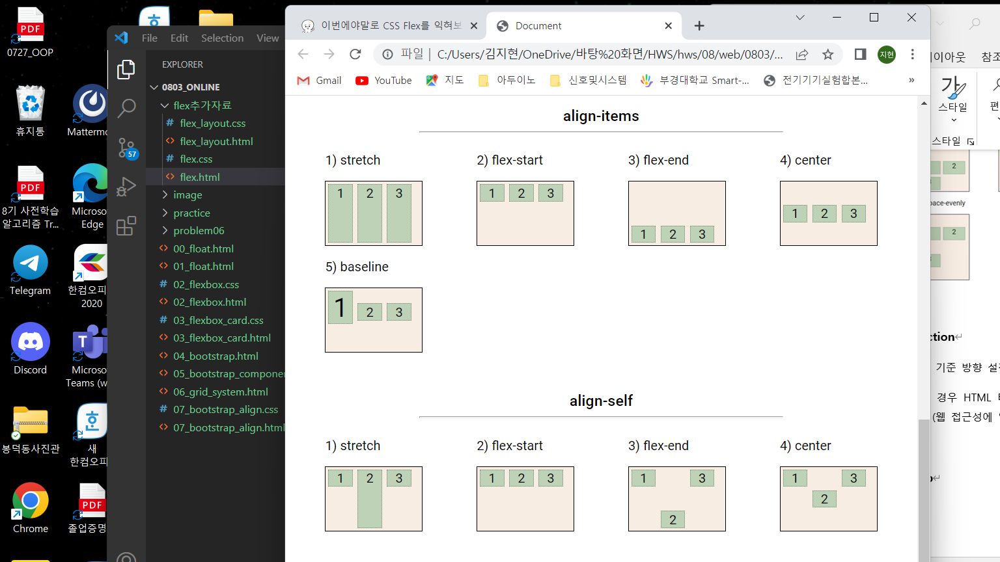 0727_OOP
휴지통
Mattermo
8기 사전학습
알고리즘 Tr...
Microso
Edge
Telegram
한컴오피
2020
Discord
Microso
Teams (w
봉덕동사진관
새
한컴오피
Chrome
졸업증명
File Edit Selection View
EXPLORER
0803_ONLINE
flex추가자료
flex_layout.css
flex_layout.html
flex.css
flex.html
image
practice
problem06
00_float.html
01_float.html
02_flexbox.css
02_flexbox.html
03_flexbox_card.css
03_flexbox_card.html
04_bootstrap.html
05_bootstrap_componen
06_grid_system.html
07_bootstrap_align.css
07_bootstrap_align.html
57
이번에야말로 CSS Flex를 익혀보
Document
파일 | C:/Users/김지현/OneDrive/바탕%20화면/HWS/hws/08/web/0803/...
지현
Gmail YouTube 지도 아두이노 신호및시스템 부경대학교 Smart-... 전기기기실험합본... »
align-items
1) stretch 2) flex-start 3) flex-end 4) center
1 2 3 1 2 3 1 2 3 1 2 3
5) baseline
1 2 3
align-self
1) stretch 2) flex-start 3) flex-end 4) center
1 2 3 1 2 3 1 2 3 1 2 3
이아웃 참조
가
스타일
편
스타일
2
pace-evenly
2
ction
기준 방향 설
경우 HTML
(웹 접근성에
PDF
PDF
PDF